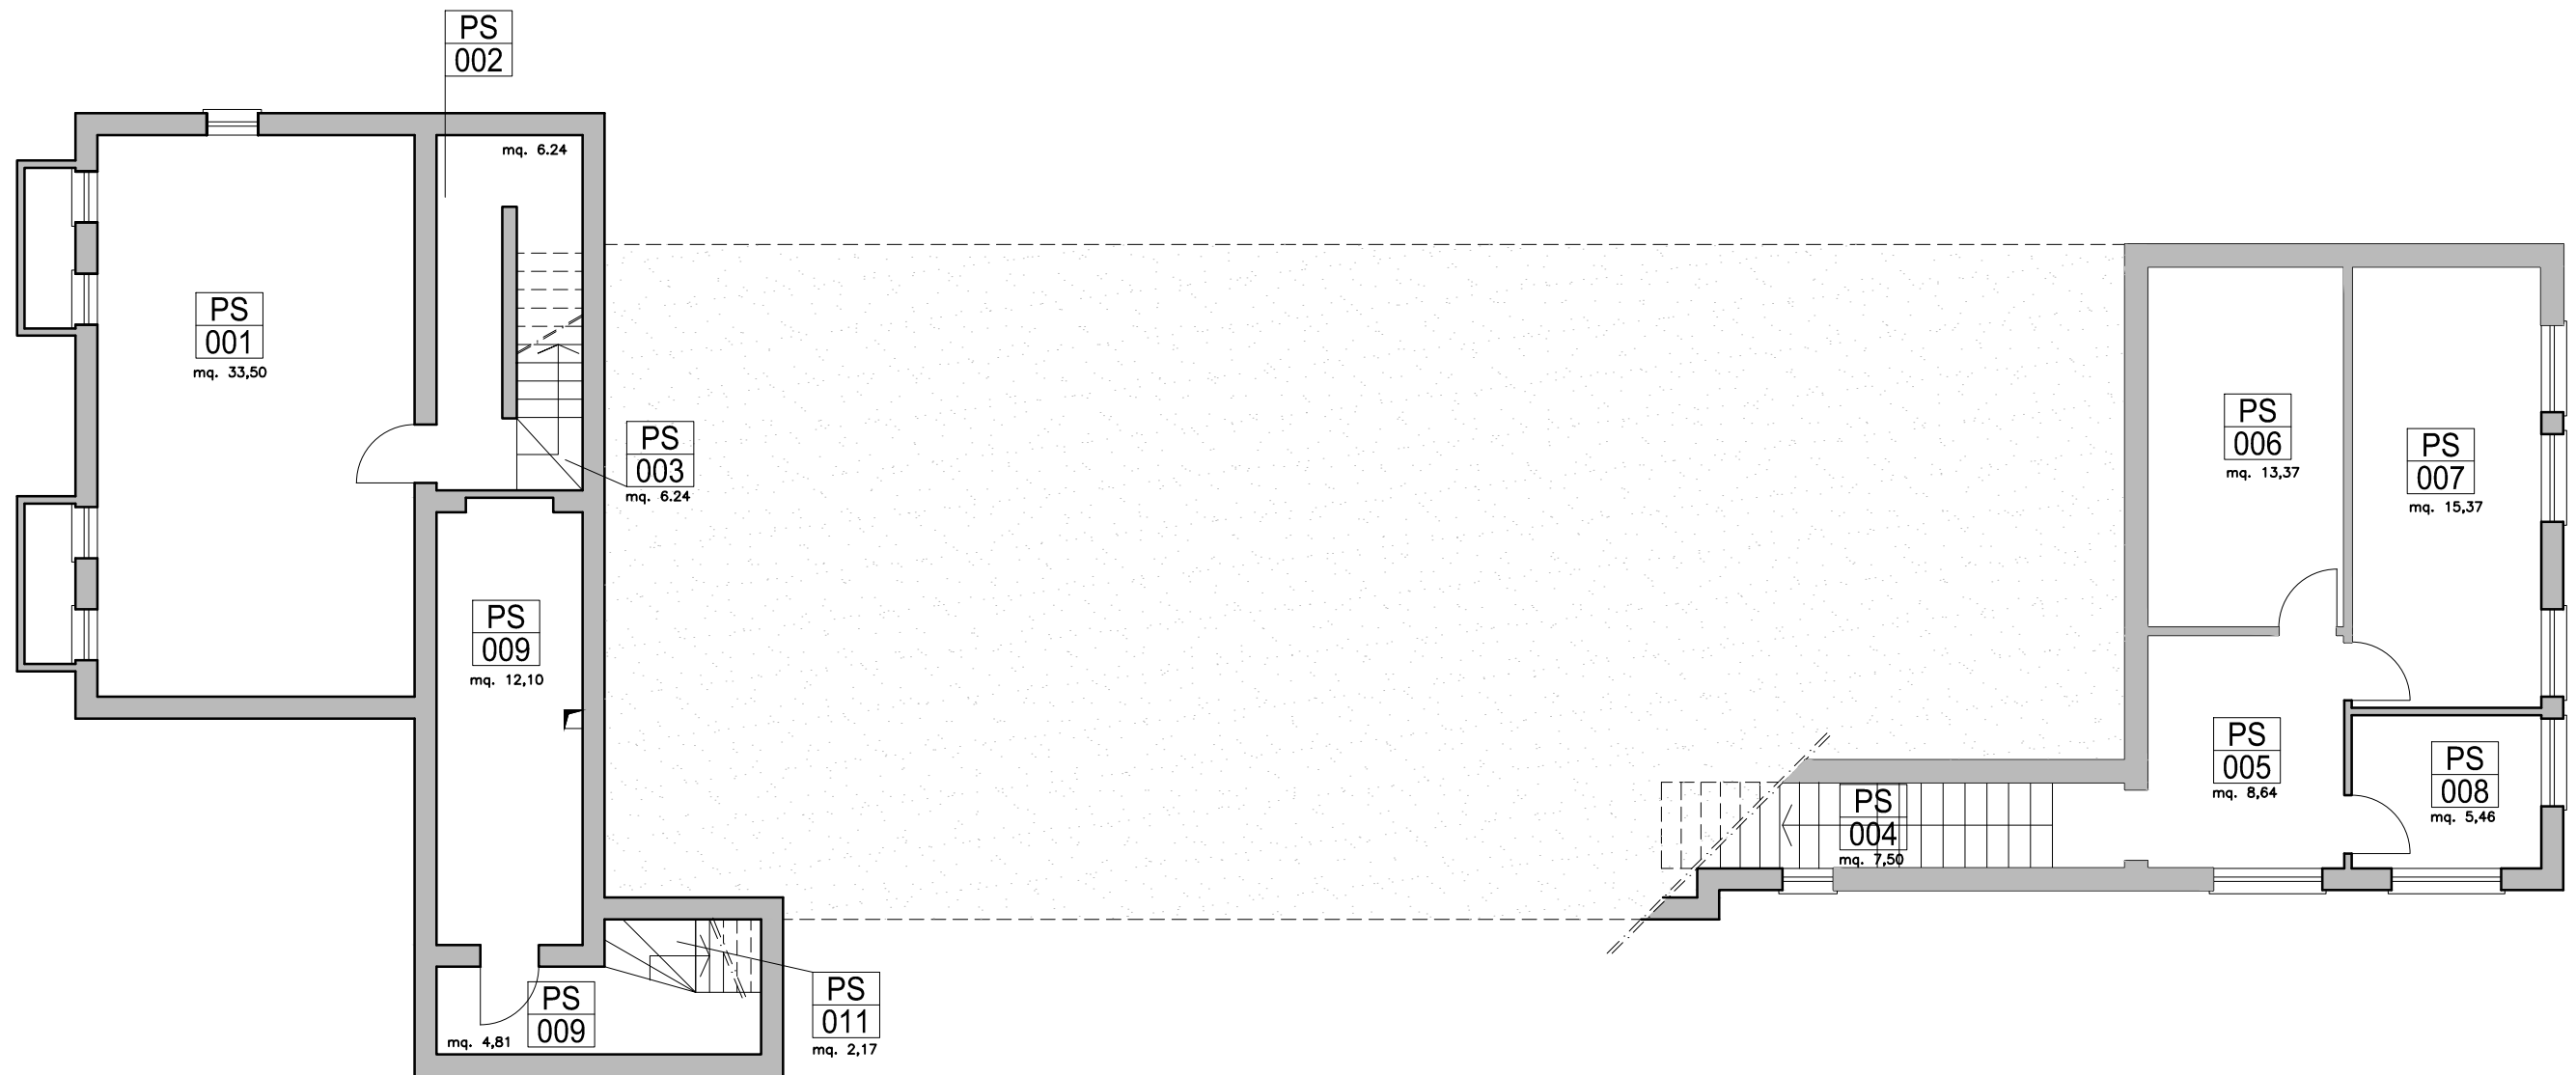 PS
002
mq. 6.24
PS
001
mq. 33,50
PS
003
mq. 6.24
PS
009
mq. 12,10
PS
009
mq. 4,81
PS
011
mq. 2,17
PS
004
mq. 7,50
PS
005
mq. 8,64
PS
006
mq. 13,37
PS
007
mq. 15,37
PS
008
mq. 5,46